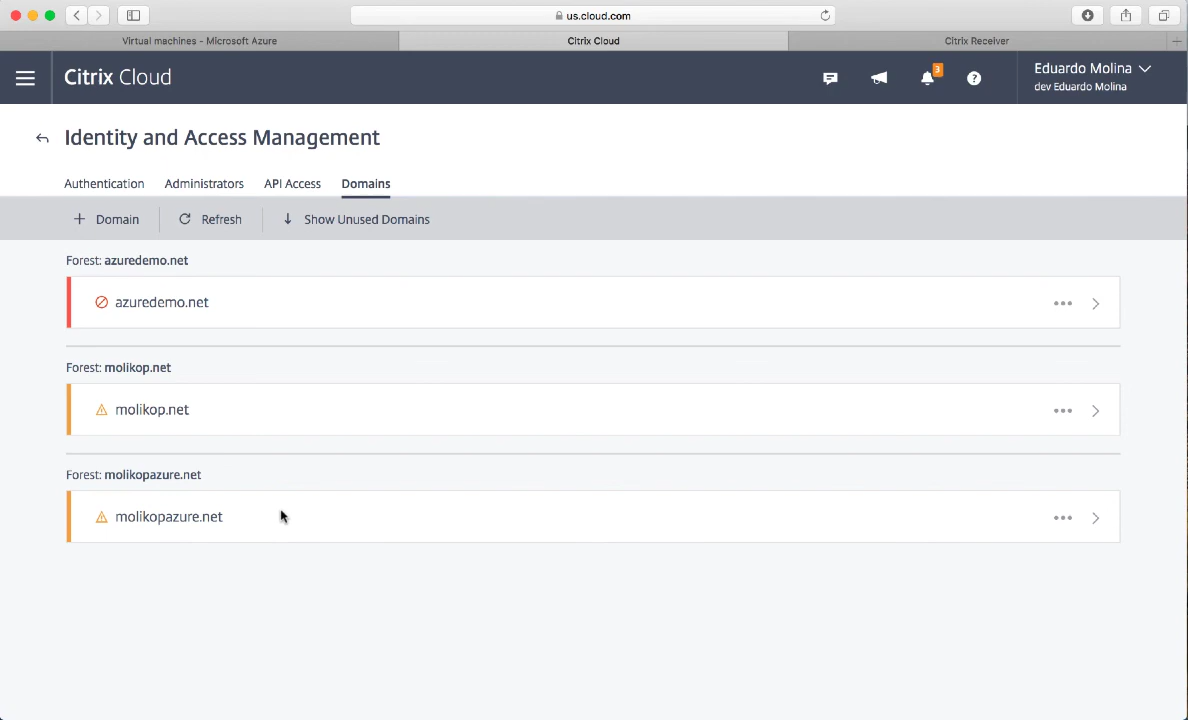 us.cloud.com
Virtual machines - Microsoft Azure
Citrix Cloud
Citrix Receiver
Citrix Cloud
3
Eduardo Molina
dev Eduardo Molina
Identity and Access Management
Authentication
Administrators
API Access
Domains
+ Domain
Refresh
Show Unused Domains
Forest: azuredemo.net
azuredemo.net
Forest: molikop.net
molikop.net
Forest: molikopazure.net
molikopazure.net